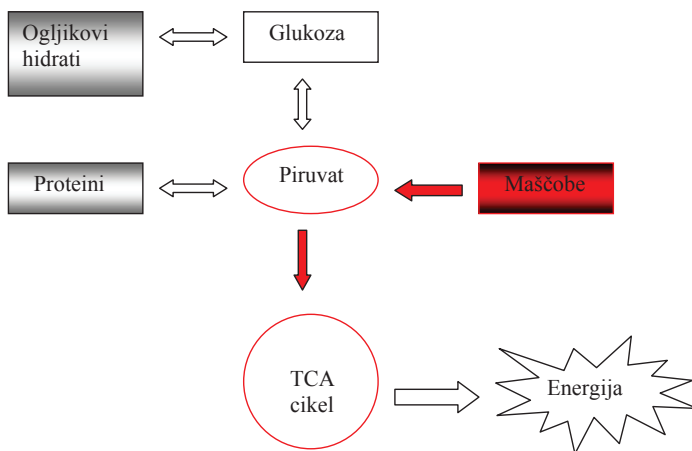 Ogljikovi
hidrati
Glukoza
Proteini
Piruvat
Maščobe
TCA
cikel
Energija